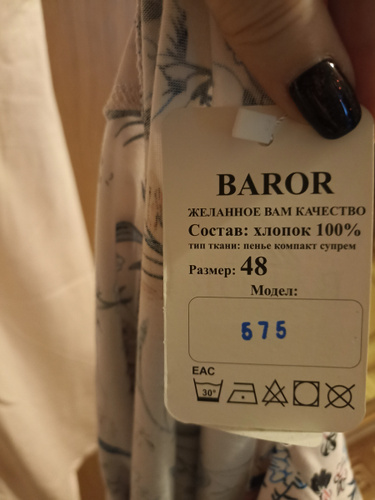 BAROR
ЖЕЛАННОЕ ВАМ КАЧЕСТВО
Состав: хлопок 100%
тип ткани: пенье компакт супрем
Размер: 48
Модел:
575
EAC
30°